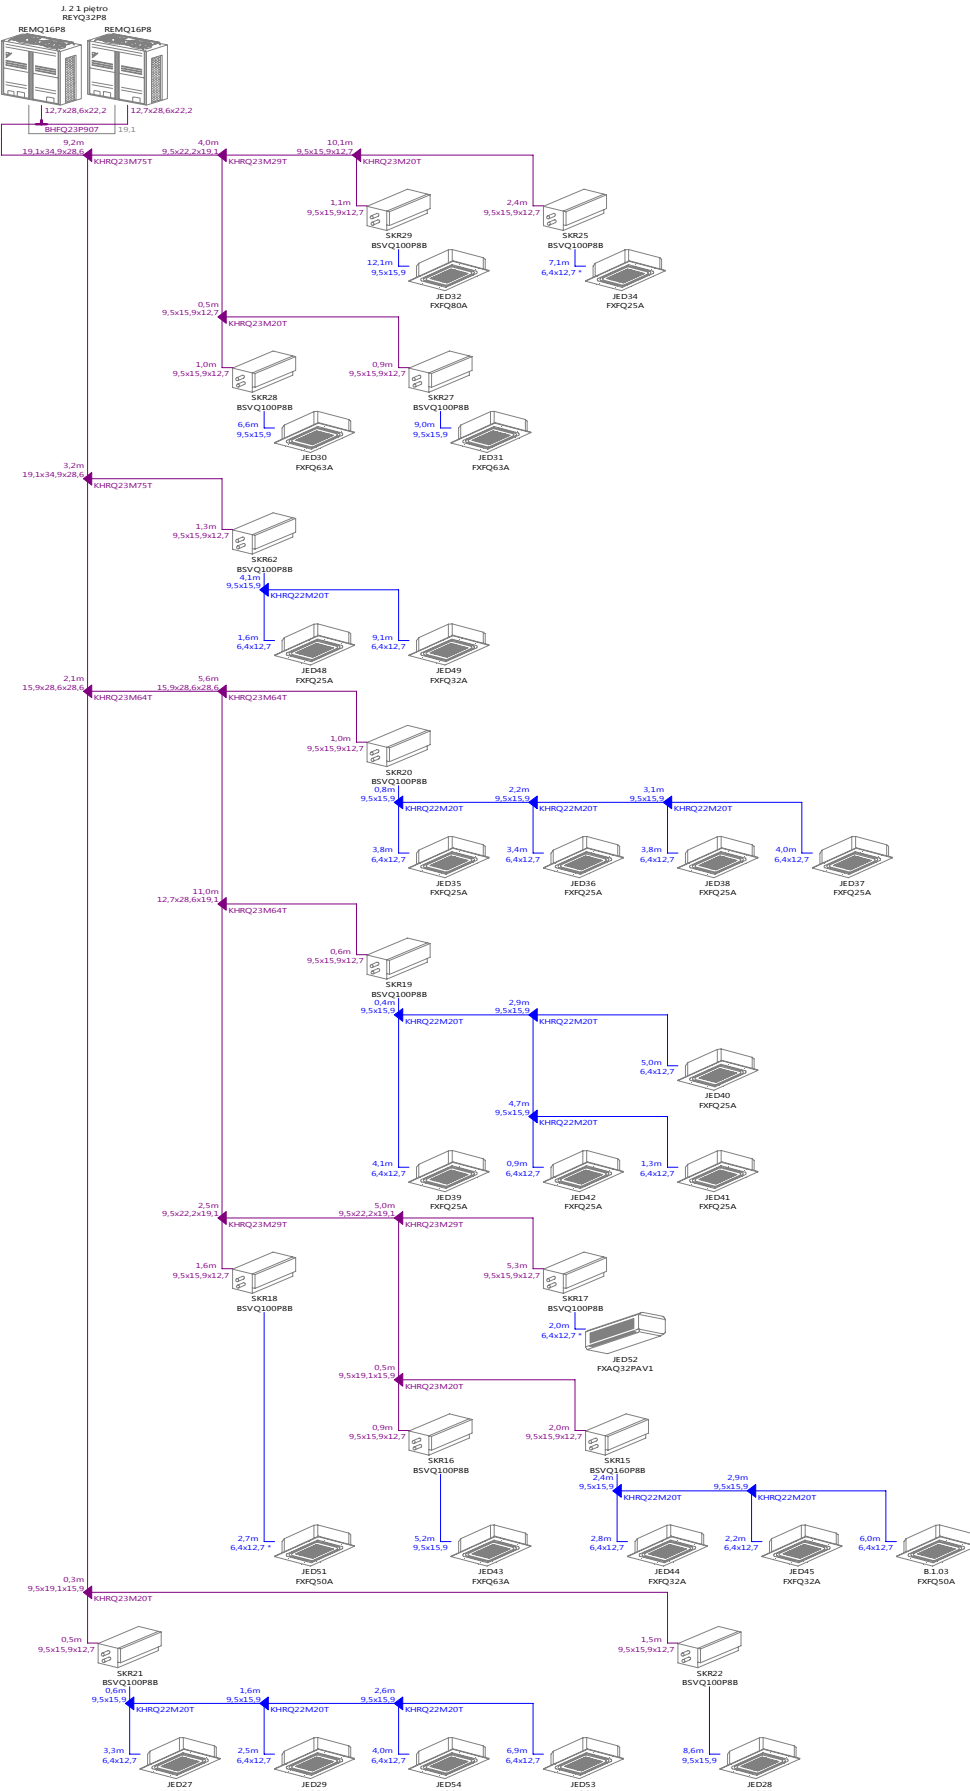 J. 2 1 piętro
REYQ32P8
REMQ16P8
REMQ16P8
12,7x28,6x22,2
12,7x28,6x22,2
BHFQ23P907
19,1
9,2m
19,1x34,9x28,6
KHRQ23M75T
4,0m
9,5x22,2x19,1
KHRQ23M29T
10,1m
9,5x15,9x12,7
KHRQ23M20T
1,1m
9,5x15,9x12,7
SKR29
BSVQ100P8B
2,4m
9,5x15,9x12,7
SKR25
BSVQ100P8B
12,1m
9,5x15,9
JED32
FXFQ80A
7,1m
6,4x12,7 *
JED34
FXFQ25A
0,5m
9,5x15,9x12,7
KHRQ23M20T
1,0m
9,5x15,9x12,7
SKR28
BSVQ100P8B
0,9m
9,5x15,9x12,7
SKR27
BSVQ100P8B
6,6m
9,5x15,9
JED30
FXFQ63A
9,0m
9,5x15,9
JED31
FXFQ63A
3,2m
19,1x34,9x28,6
KHRQ23M75T
1,3m
9,5x15,9x12,7
SKR62
BSVQ100P8B
4,1m
9,5x15,9
KHRQ22M20T
1,6m
6,4x12,7
JED48
FXFQ25A
9,1m
6,4x12,7
JED49
FXFQ32A
2,1m
15,9x28,6x28,6
KHRQ23M64T
5,6m
15,9x28,6x28,6
KHRQ23M64T
1,0m
9,5x15,9x12,7
SKR20
BSVQ100P8B
0,8m
9,5x15,9
KHRQ22M20T
2,2m
9,5x15,9
KHRQ22M20T
3,1m
9,5x15,9
KHRQ22M20T
3,8m
6,4x12,7
JED35
FXFQ25A
3,4m
6,4x12,7
JED36
FXFQ25A
3,8m
6,4x12,7
JED38
FXFQ25A
4,0m
6,4x12,7
JED37
FXFQ25A
11,0m
12,7x28,6x19,1
KHRQ23M64T
0,6m
9,5x15,9x12,7
SKR19
BSVQ100P8B
0,4m
9,5x15,9
KHRQ22M20T
2,9m
9,5x15,9
KHRQ22M20T
5,0m
6,4x12,7
JED40
FXFQ25A
4,7m
9,5x15,9
KHRQ22M20T
4,1m
6,4x12,7
JED39
FXFQ25A
0,9m
6,4x12,7
JED42
FXFQ25A
1,3m
6,4x12,7
JED41
FXFQ25A
2,5m
9,5x22,2x19,1
KHRQ23M29T
5,0m
9,5x22,2x19,1
KHRQ23M29T
1,6m
9,5x15,9x12,7
SKR18
BSVQ100P8B
5,3m
9,5x15,9x12,7
SKR17
BSVQ100P8B
2,0m
6,4x12,7 *
JED52
FXAQ32PAV1
0,5m
9,5x19,1x15,9
KHRQ23M20T
0,9m
9,5x15,9x12,7
SKR16
BSVQ100P8B
2,0m
9,5x15,9x12,7
SKR15
BSVQ160P8B
2,4m
9,5x15,9
KHRQ22M20T
2,9m
9,5x15,9
KHRQ22M20T
2,7m
6,4x12,7 *
JED51
FXFQ50A
5,2m
9,5x15,9
JED43
FXFQ63A
2,8m
6,4x12,7
JED44
FXFQ32A
2,2m
6,4x12,7
JED45
FXFQ32A
6,0m
6,4x12,7
B.1.03
FXFQ50A
0,3m
9,5x19,1x15,9
KHRQ23M20T
0,5m
9,5x15,9x12,7
SKR21
BSVQ100P8B
1,5m
9,5x15,9x12,7
SKR22
BSVQ100P8B
0,6m
9,5x15,9
KHRQ22M20T
1,6m
9,5x15,9
KHRQ22M20T
2,6m
9,5x15,9
KHRQ22M20T
3,3m
6,4x12,7
JED27
2,5m
6,4x12,7
JED29
4,0m
6,4x12,7
JED54
6,9m
6,4x12,7
JED53
8,6m
9,5x15,9
JED28